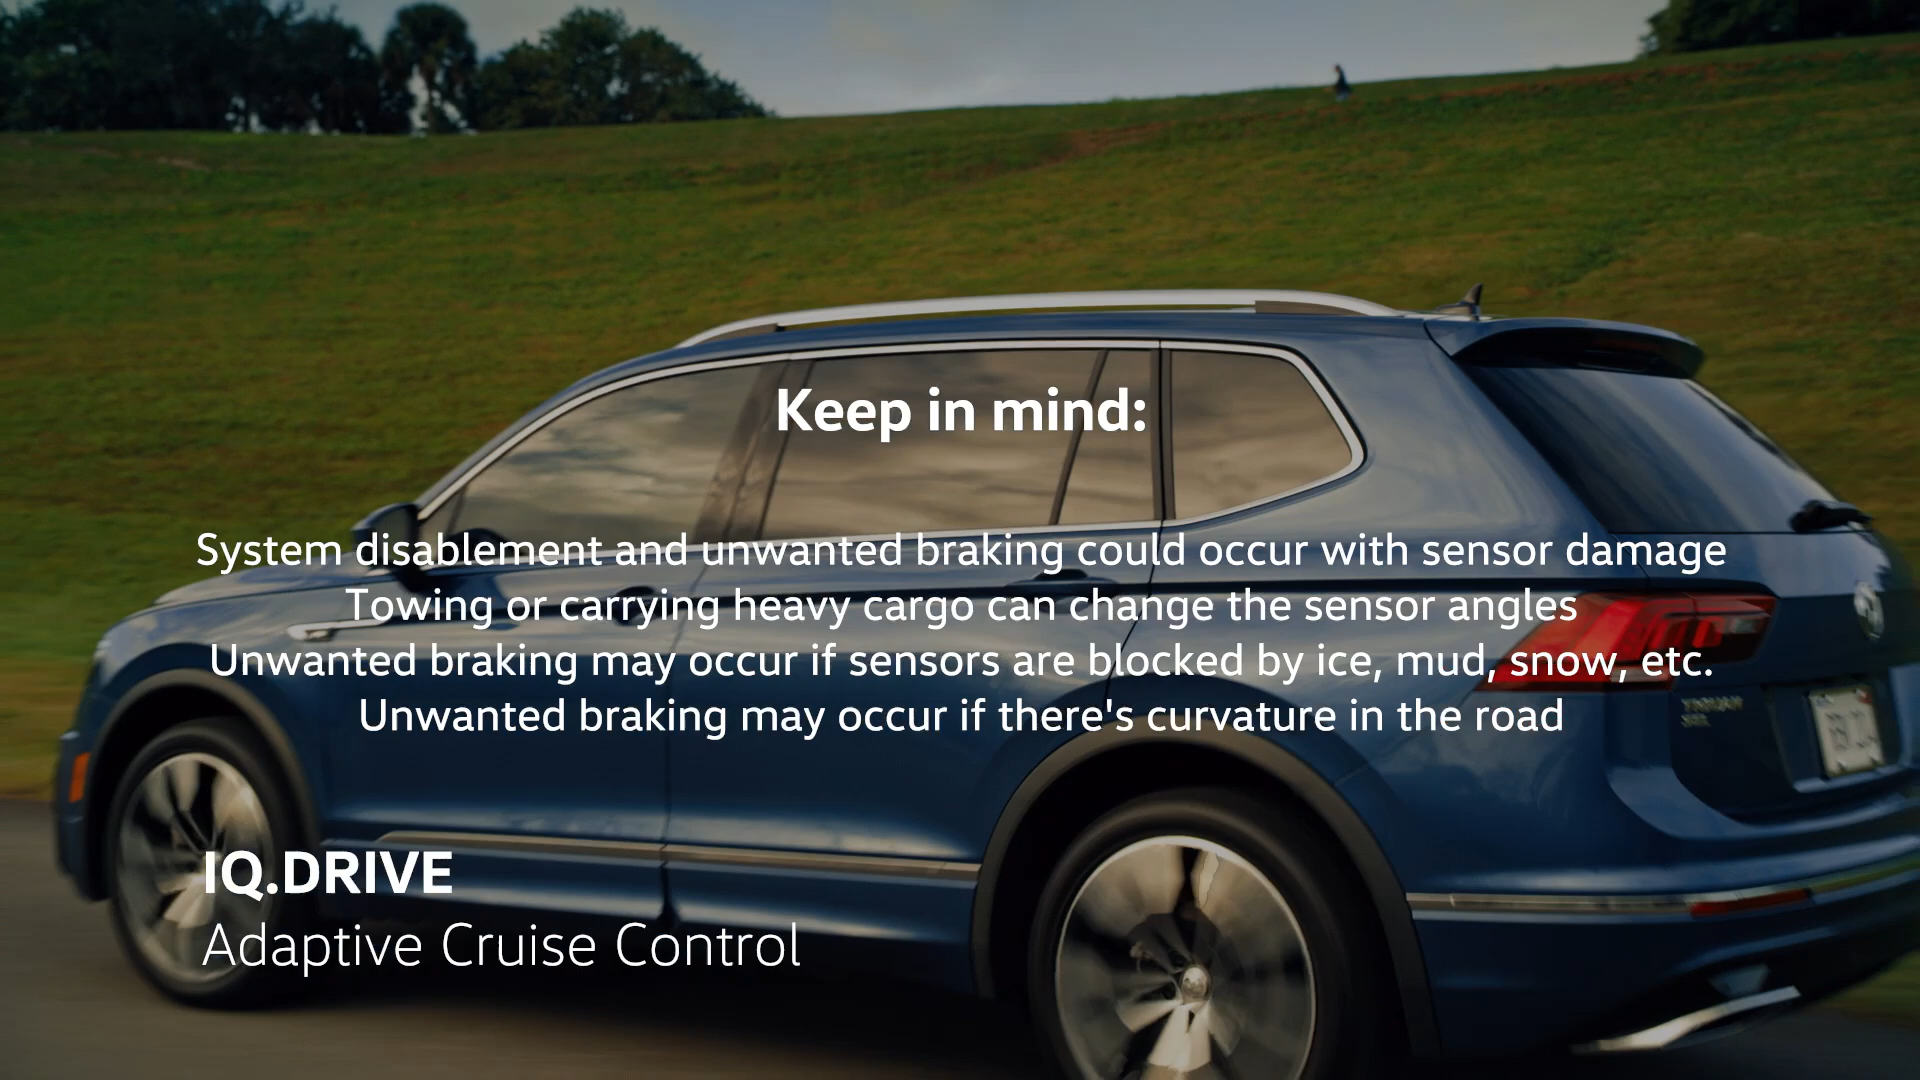 Keep in mind:
System disablement and unwanted braking could occur with sensor damage
Towing or carrying heavy cargo can change the sensor angles
Unwanted braking may occur if sensors are blocked by ice, mud, snow, etc.
Unwanted braking may occur if there's curvature in the road
IQ.DRIVE
Adaptive Cruise Control